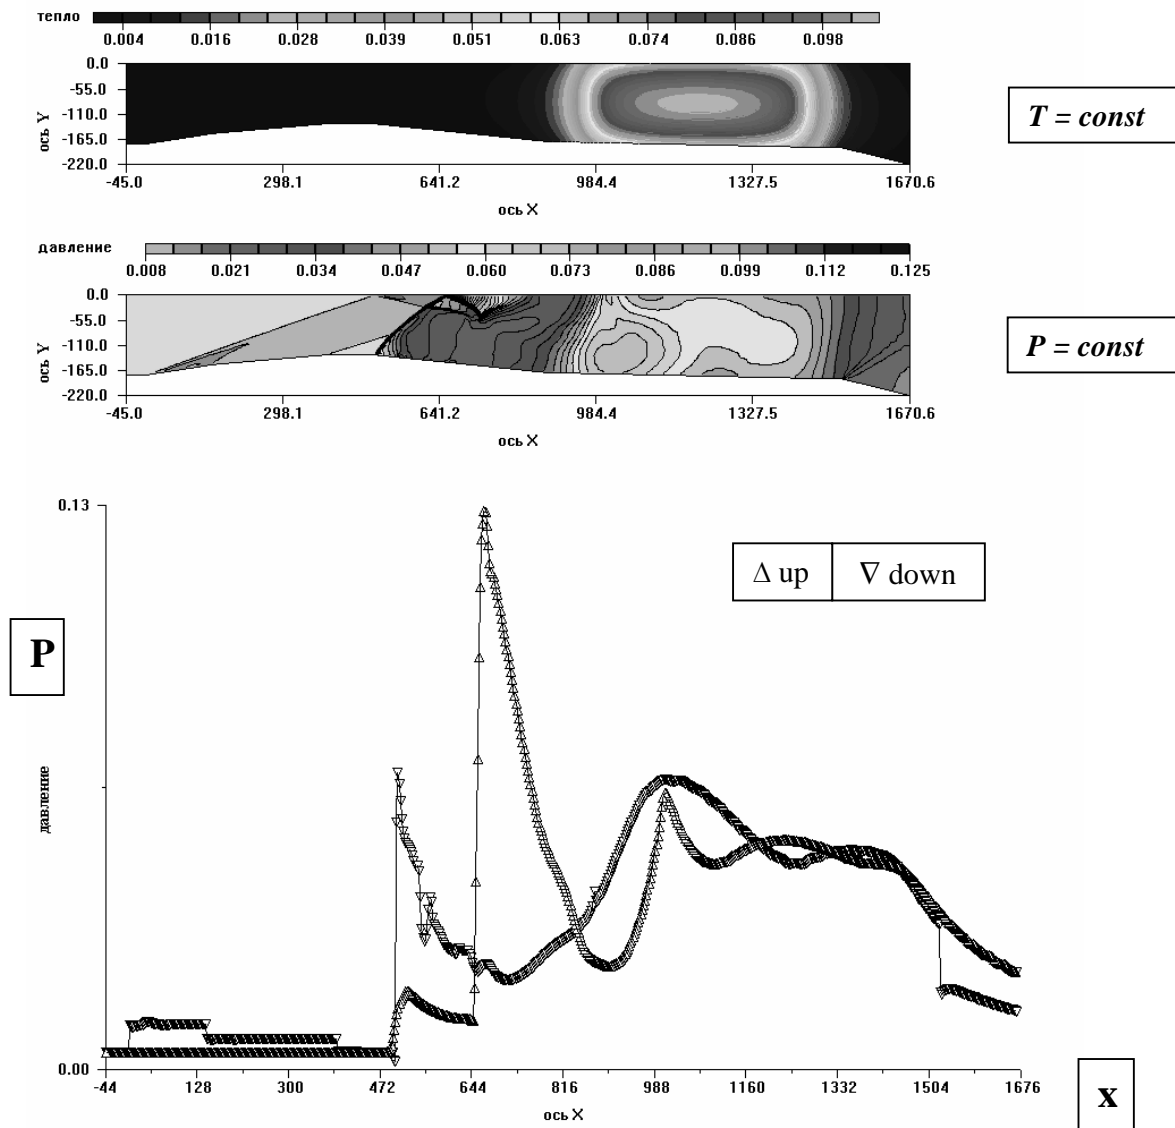 тепло
0.004 0.016 0.028 0.039 0.051 0.063 0.074 0.086 0.098
0.0
-55.0
-110.0
-165.0
-220.0
ось Y
-45.0 298.1 641.2 984.4 1327.5 1670.6
ось X
T = const
давление
0.008 0.021 0.034 0.047 0.060 0.073 0.086 0.099 0.112 0.125
0.0
-55.0
-110.0
-165.0
-220.0
ось Y
-45.0 298.1 641.2 984.4 1327.5 1670.6
ось X
P = const
0.13
Δ up ∇ down
P
давление
0.00
-44 128 300 472 644 816 988 1160 1332 1504 1676
ось X
x